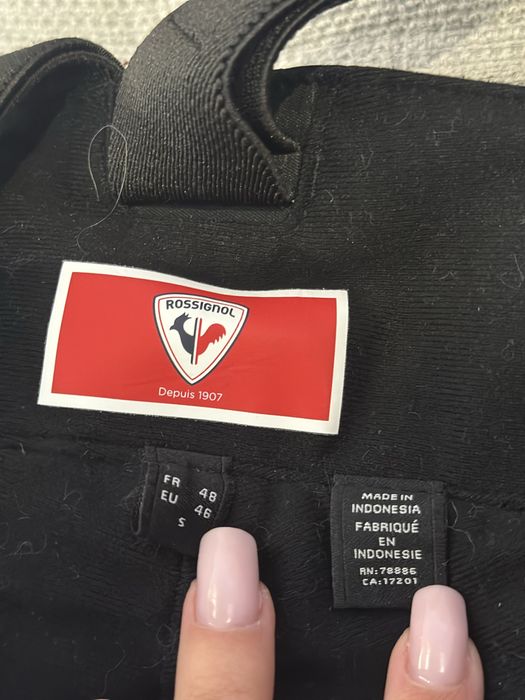 ROSSIGNOL
Depuis 1907
FR 48
EU 46
S
MADE IN
INDONESIA
FABRIQUÉ
EN
INDONESIE
RN:78886
CA:17201